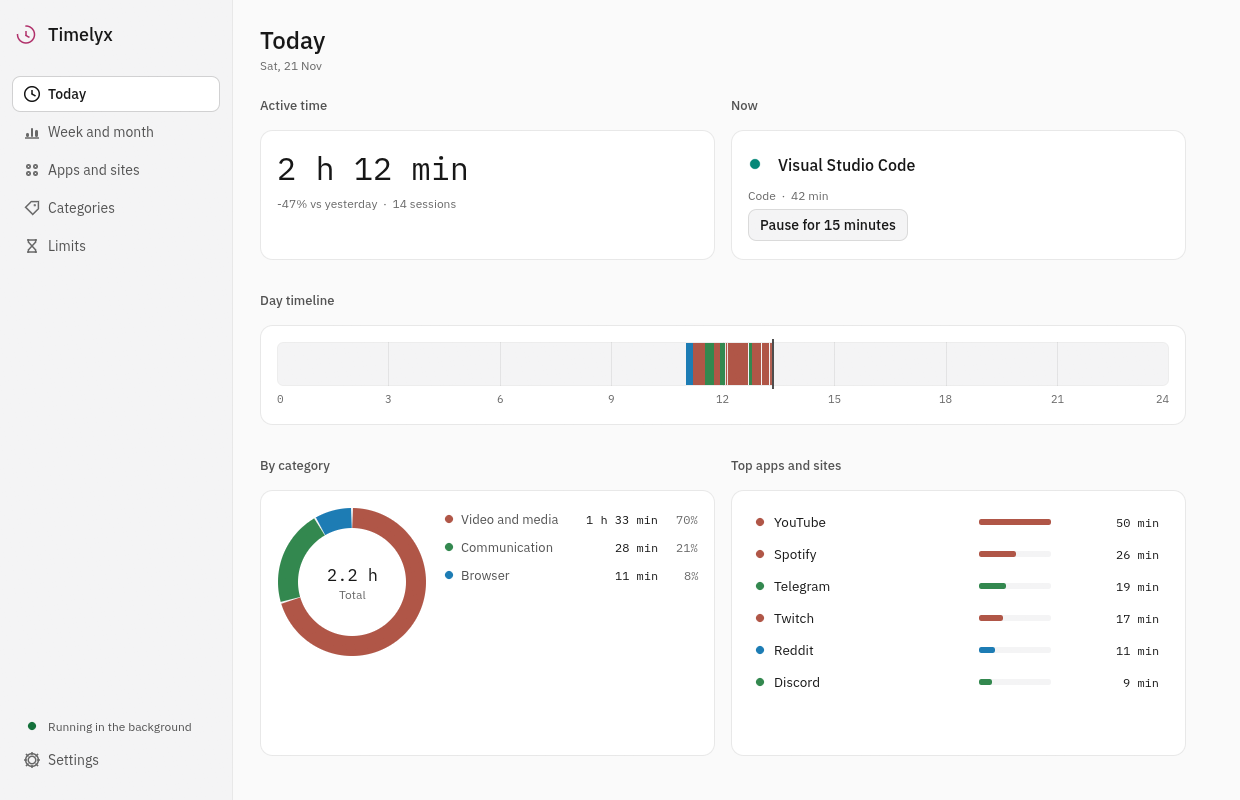 Timelyx
Today
Week and month
Apps and sites
Categories
Limits
Running in the background
Settings
Today
Sat, 21 Nov
Active time
2 h 12 min
-47% vs yesterday · 14 sessions
Now
Visual Studio Code
Code · 42 min
Pause for 15 minutes
Day timeline
0 3 6 9 12 15 18 21 24
By category
2.2 h
Total
Video and media 1 h 33 min 70%
Communication 28 min 21%
Browser 11 min 8%
Top apps and sites
YouTube 50 min
Spotify 26 min
Telegram 19 min
Twitch 17 min
Reddit 11 min
Discord 9 min